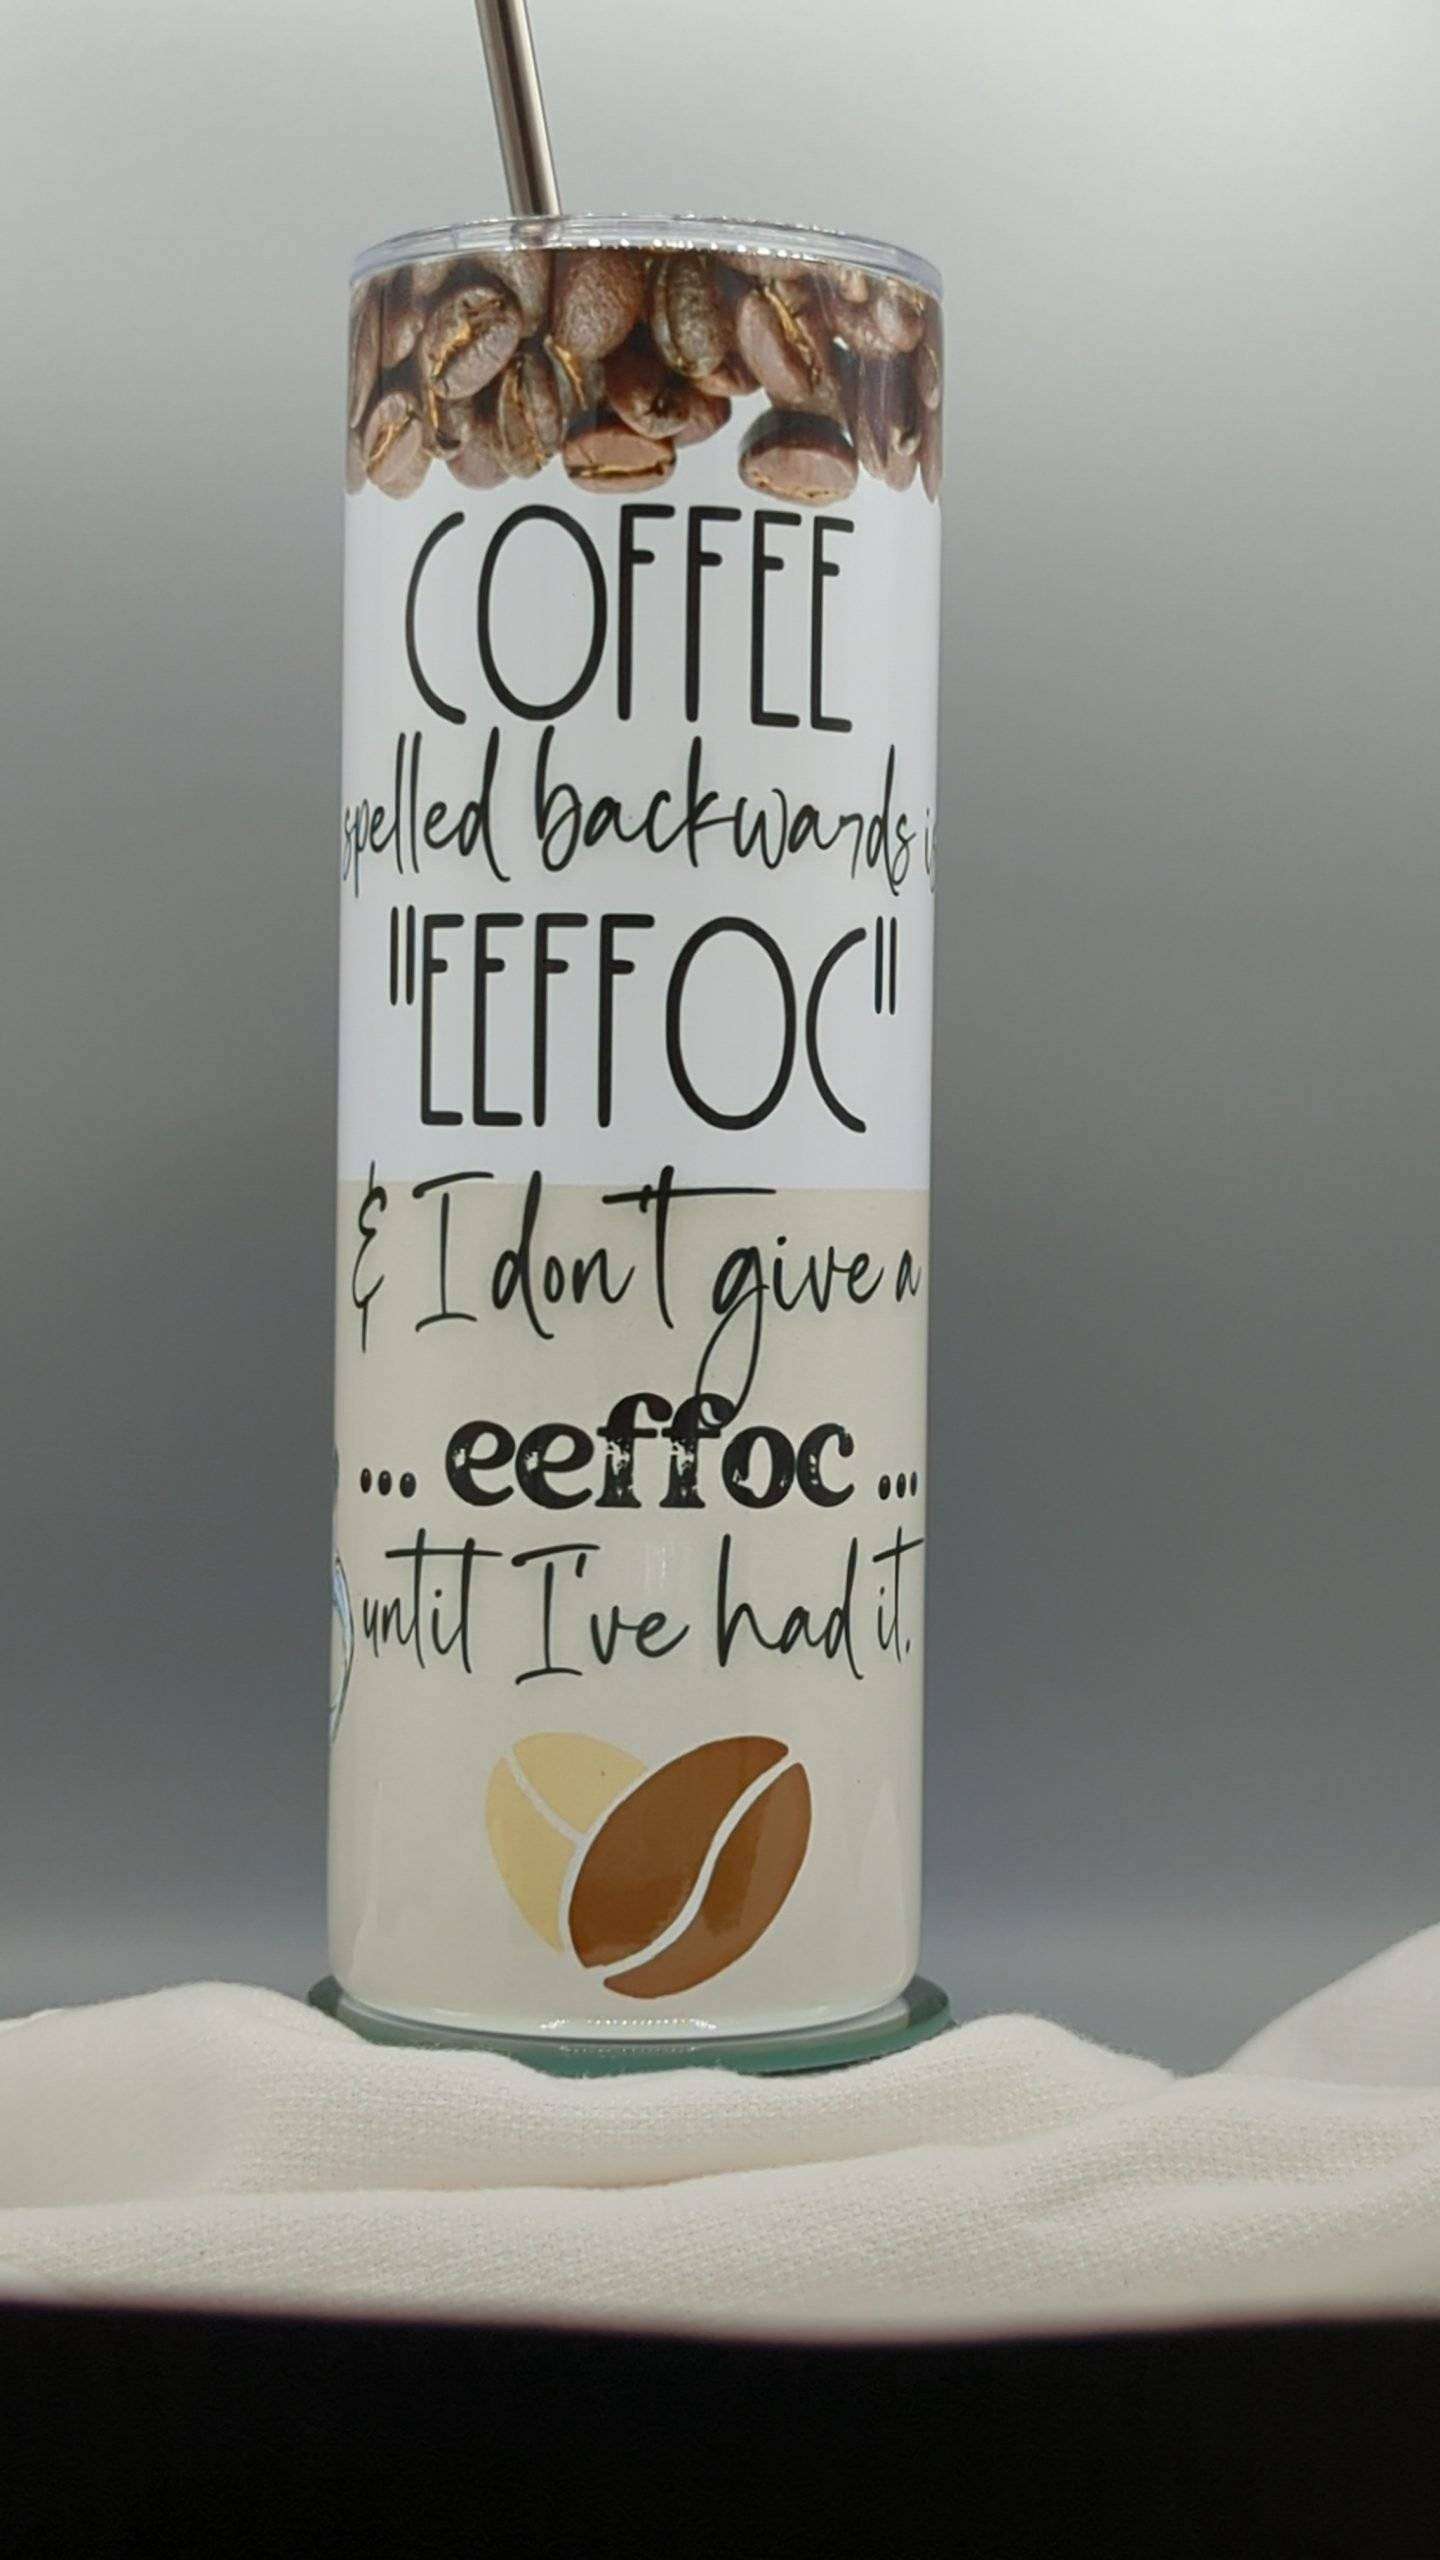 COFFEE
spelled backwards is
"EEFFOC"
& I don't give a
... eeffoc ...
until I've had it.